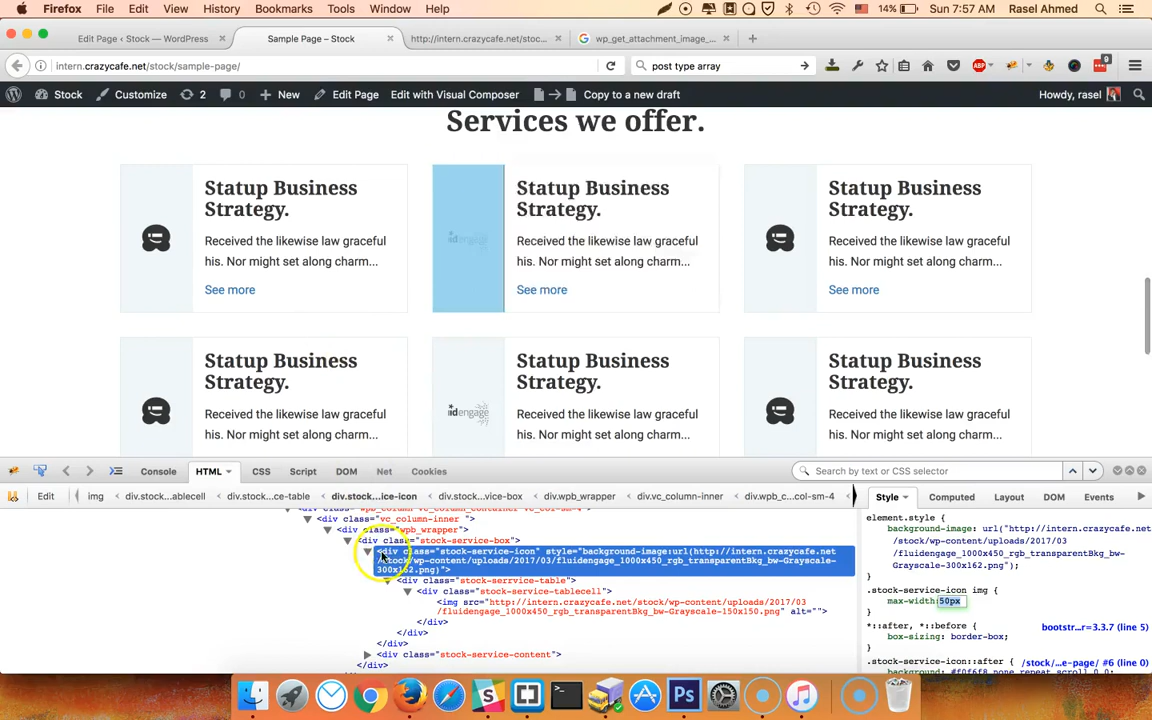 Firefox File Edit View History Bookmarks Tools Window Help 14% Sun 7:57 AM Rasel Ahmed
Edit Page ‹ Stock — WordPress
Sample Page – Stock
http://intern.crazycafe.net/stoc...
wp_get_attachment_image_...
intern.crazycafe.net/stock/sample-page/
post type array
ABP
9
Stock Customize 2 0 New Edit Page Edit with Visual Composer Copy to a new draft Howdy, rasel
Services we offer.
Statup Business
Strategy.
Received the likewise law graceful
his. Nor might set along charm...
See more
idengage
Statup Business
Strategy.
Received the likewise law graceful
his. Nor might set along charm...
See more
Statup Business
Strategy.
Received the likewise law graceful
his. Nor might set along charm...
See more
Statup Business
Strategy.
Received the likewise law graceful
his. Nor might set along charm...
idengage
Statup Business
Strategy.
Received the likewise law graceful
his. Nor might set along charm...
Statup Business
Strategy.
Received the likewise law graceful
his. Nor might set along charm...
Console HTML CSS Script DOM Net Cookies
Search by text or CSS selector
Edit img div.stock...ablecell div.stock...ce-table div.stock...ice-icon div.stock...vice-box div.wpb_wrapper div.vc_column-inner div.wpb_c...col-sm-4
Style Computed Layout DOM Events
<div class="vc_column-inner ">
<div class="wpb_wrapper">
<div class="stock-service-box">
<div class="stock-service-icon" style="background-image:url(http://intern.crazycafe.net
/stock/wp-content/uploads/2017/03/fluidengage_1000x450_rgb_transparentBkg_bw-Grayscale-
300x162.png)">
<div class="stock-service-table">
<div class="stock-service-tablecell">
<img src="http://intern.crazycafe.net/stock/wp-content/uploads/2017/03
/fluidengage_1000x450_rgb_transparentBkg_bw-Grayscale-150x150.png" alt="">
</div>
</div>
</div>
<div class="stock-service-content">
</div>
element.style {
background-image: url("http://intern.crazycafe.net
/stock/wp-content/uploads/2017/03
/fluidengage_1000x450_rgb_transparentBkg_bw-
Grayscale-300x162.png");
}
.stock-service-icon img {
max-width: 50px
}
*::after, *::before { bootstr...r=3.3.7 (line 5)
box-sizing: border-box;
}
.stock-service-icon::after { /stock/...e-page/ #6 (line 0)
background: #f0f6f8 none repeat scroll 0 0
Ps